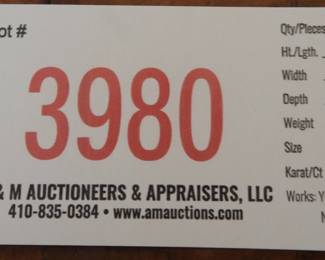 ot #
3980
& M AUCTIONEERS & APPRAISERS, LLC
410-835-0384 • www.amauctions.com
Qty/Pieces
Ht./Lgth.
Width
Depth
Weight
Size
Karat/Ct
Works: Y
N